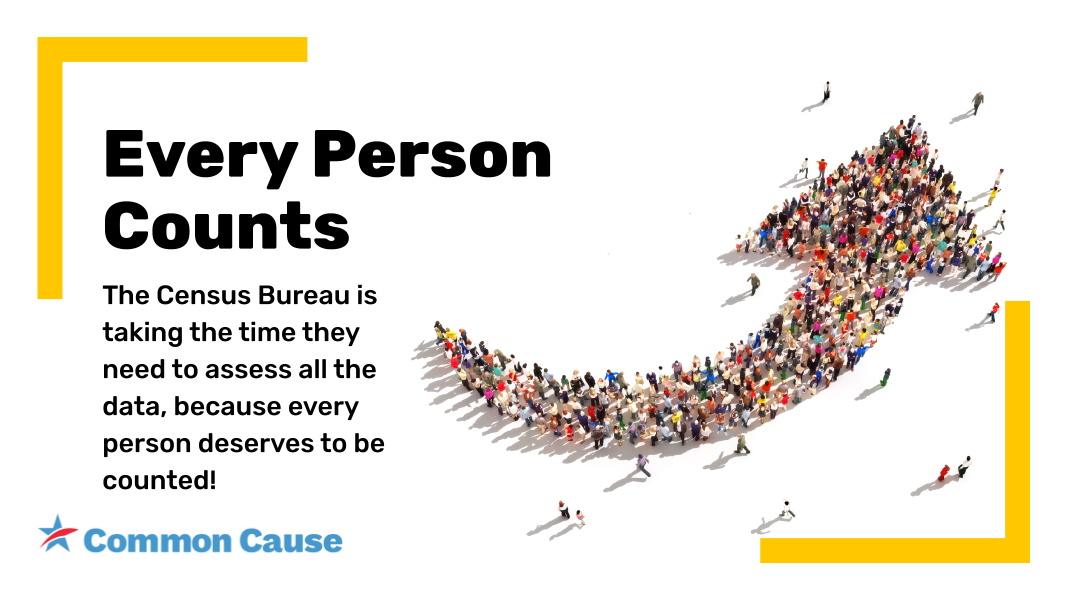 Every Person
Counts
The Census Bureau is
taking the time they
need to assess all the
data, because every
person deserves to be
counted!
Common Cause